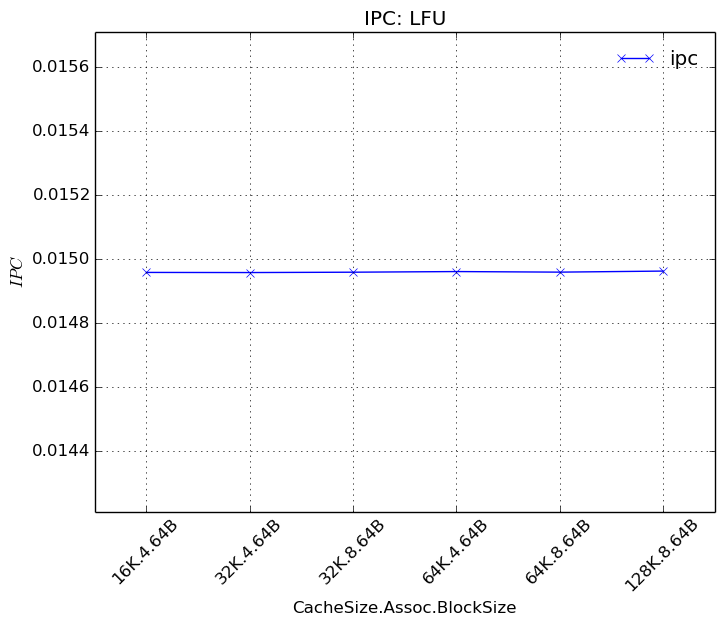 IPC: LFU
ipc
0.0156
0.0154
0.0152
0.0150
0.0148
0.0146
0.0144
IPC
16K.4.64B
32K.4.64B
32K.8.64B
64K.4.64B
64K.8.64B
128K.8.64B
CacheSize.Assoc.BlockSize